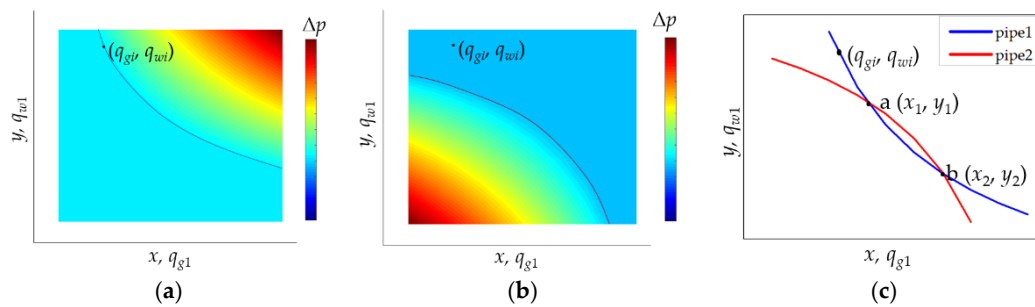 Δp
(q_gi, q_wi)
y, q_w1
x, q_g1
(a)
Δp
(q_gi, q_wi)
y, q_w1
x, q_g1
(b)
pipe1
pipe2
(q_gi, q_wi)
a (x_1, y_1)
b (x_2, y_2)
y, q_w1
x, q_g1
(c)